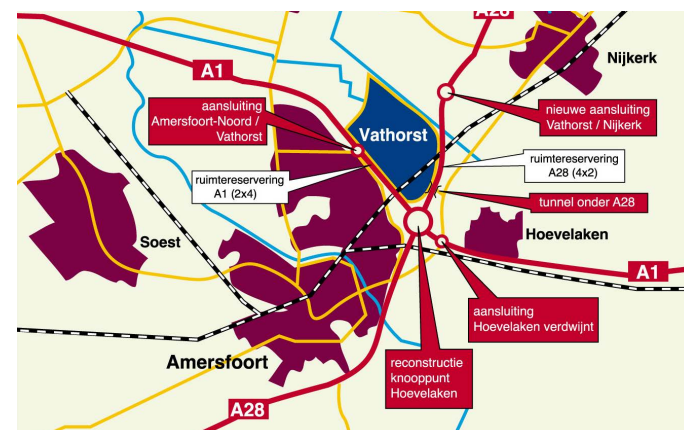 A28
A1
Nijkerk
aansluiting
Amersfoort-Noord /
Vathorst
nieuwe aansluiting
Vathorst / Nijkerk
Vathorst
ruimtereservering
A28 (4x2)
ruimtereservering
A1 (2x4)
tunnel onder A28
Soest
Hoevelaken
A1
aansluiting
Hoevelaken verdwijnt
Amersfoort
reconstructie
knooppunt
Hoevelaken
A28